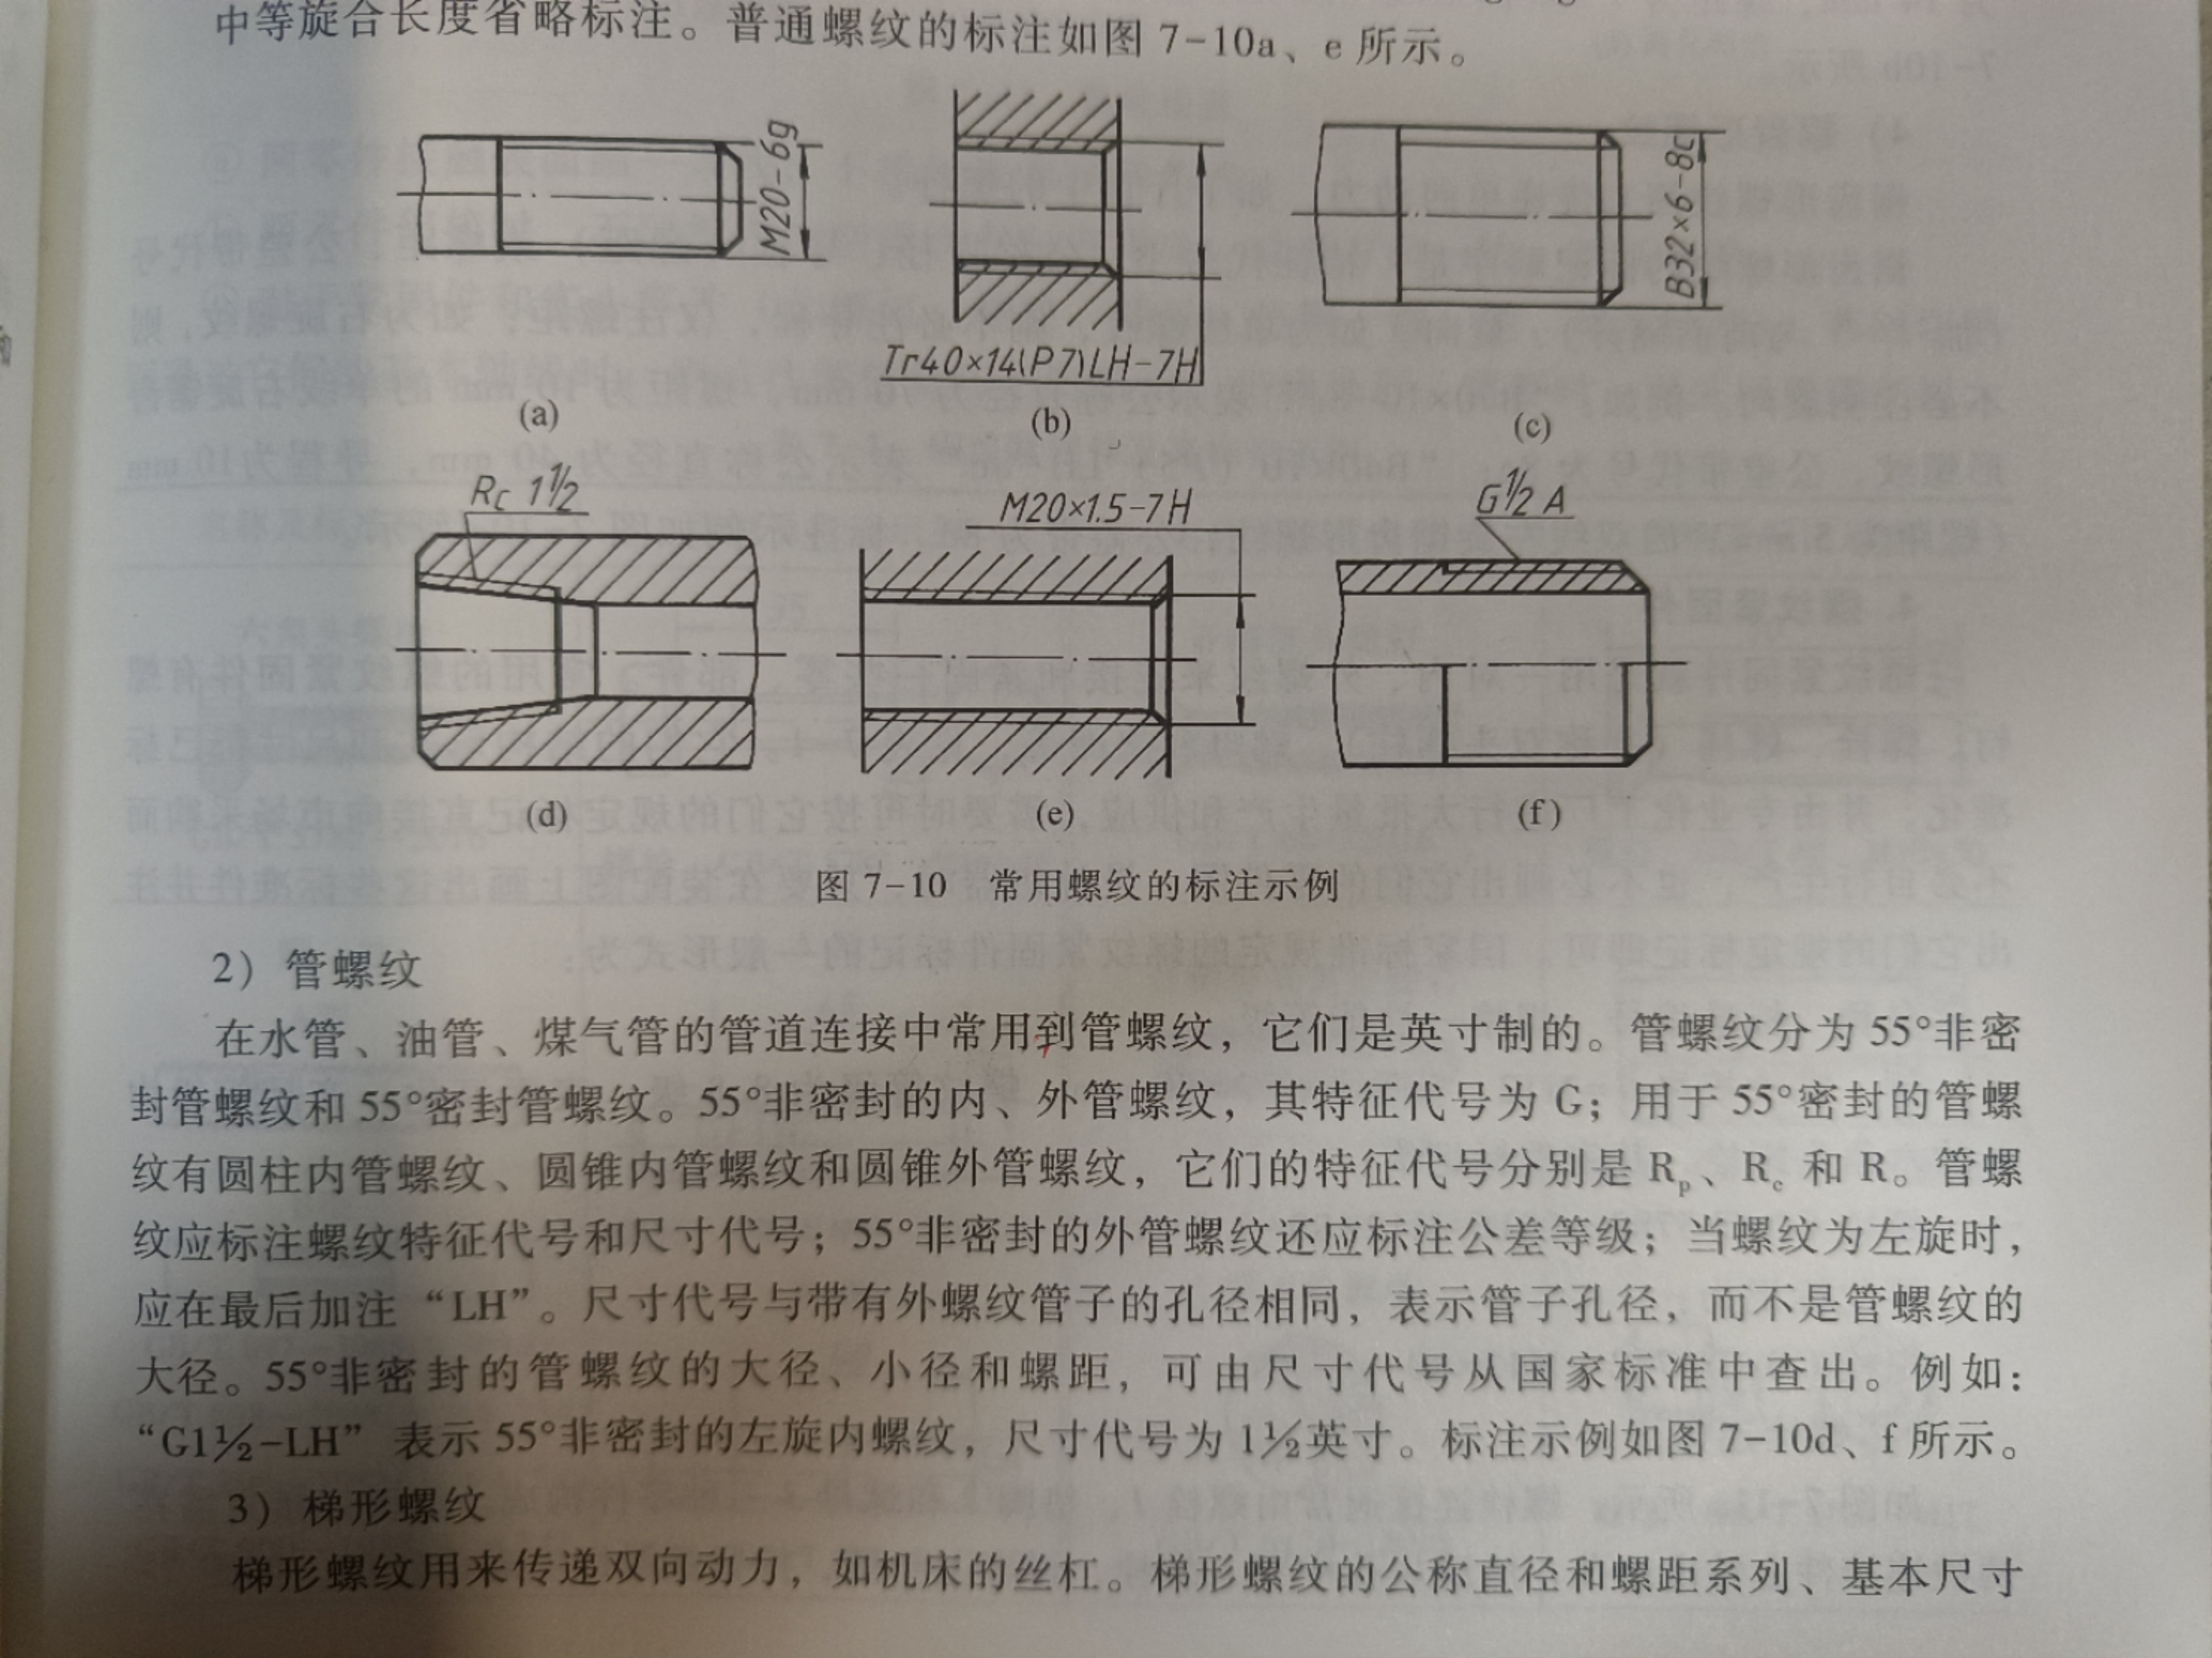 中等旋合长度省略标注。普通螺纹的标注如图 7-10a、e 所示。
M20-6g
Tr40×14(P7)LH-7H
B32×6-8c
(a)
(b)
(c)
Rc 1½
M20×1.5-7H
G½A
(d)
(e)
(f)
图 7-10 常用螺纹的标注示例
2) 管螺纹
在水管、油管、煤气管的管道连接中常用到管螺纹，它们是英寸制的。管螺纹分为 55°非密
封管螺纹和 55°密封管螺纹。55°非密封的内、外管螺纹，其特征代号为 G；用于 55°密封的管螺
纹有圆柱内管螺纹、圆锥内管螺纹和圆锥外管螺纹，它们的特征代号分别是 Rp、Rc 和 R。管螺
纹应标注螺纹特征代号和尺寸代号；55°非密封的外管螺纹还应标注公差等级；当螺纹为左旋时，
应在最后加注“LH”。尺寸代号与带有外螺纹管子的孔径相同，表示管子孔径，而不是管螺纹的
大径。55°非密封的管螺纹的大径、小径和螺距，可由尺寸代号从国家标准中查出。例如：
“G1½-LH” 表示 55°非密封的左旋内螺纹，尺寸代号为 1½英寸。标注示例如图 7-10d、f 所示。
3) 梯形螺纹
梯形螺纹用来传递双向动力，如机床的丝杠。梯形螺纹的公称直径和螺距系列、基本尺寸